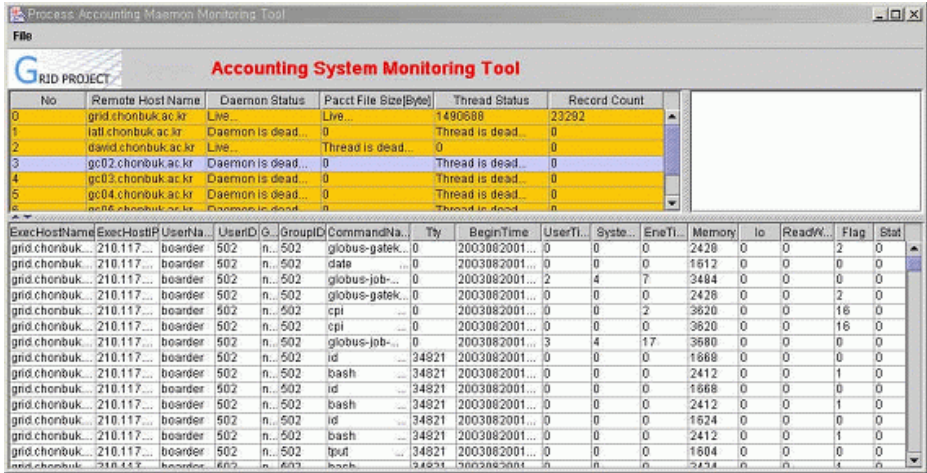 Process Accounting Maemon Monitoring Tool
File
GRID PROJECT
Accounting System Monitoring Tool
No Remote Host Name Daemon Status Pacct File Size[Byte] Thread Status Record Count
0 grid.chonbuk.ac.kr Live... Live... 1490688 23292
1 iatl.chonbuk.ac.kr Daemon is dead... 0 Thread is dead...
2 david.chonbuk.ac.kr Live... Thread is dead... 0 0
3 gc02.chonbuk.ac.kr Daemon is dead... 0 Thread is dead...
4 gc03.chonbuk.ac.kr Daemon is dead... 0 Thread is dead...
5 gc04.chonbuk.ac.kr Daemon is dead... 0 Thread is dead...
ExecHostName ExecHostIP UserNa... UserID G... GroupID CommandNa... Tty BeginTime UserTi... Syste... EneTi... Memory Io ReadW... Flag Stat
grid.chonbuk... 210.117.... boarder 502 n... 502 globus-gatek... 0 2003082001... 0 0 0 2428 0 0 2 0
grid.chonbuk... 210.117.... boarder 502 n... 502 date ... 0 2003082001... 0 0 0 1612 0 0 0 0
grid.chonbuk... 210.117.... boarder 502 n... 502 globus-job-... 0 2003082001... 2 4 7 3484 0 0 0 0
grid.chonbuk... 210.117.... boarder 502 n... 502 globus-gatek... 0 2003082001... 0 0 0 2428 0 0 2 0
grid.chonbuk... 210.117.... boarder 502 n... 502 cpi ... 0 2003082001... 0 0 2 3620 0 0 16 0
grid.chonbuk... 210.117.... boarder 502 n... 502 cpi ... 0 2003082001... 0 0 0 3620 0 0 16 0
grid.chonbuk... 210.117.... boarder 502 n... 502 globus-job-... 0 2003082001... 3 4 17 3680 0 0 0 0
grid.chonbuk... 210.117.... boarder 502 n... 502 id ... 34821 2003082001... 0 0 0 1668 0 0 0 0
grid.chonbuk... 210.117.... boarder 502 n... 502 bash ... 34821 2003082001... 0 0 0 2412 0 0 1 0
grid.chonbuk... 210.117.... boarder 502 n... 502 id ... 34821 2003082001... 0 0 0 1668 0 0 0 0
grid.chonbuk... 210.117.... boarder 502 n... 502 bash ... 34821 2003082001... 0 0 0 2412 0 0 1 0
grid.chonbuk... 210.117.... boarder 502 n... 502 id ... 34821 2003082001... 0 0 0 1624 0 0 0 0
grid.chonbuk... 210.117.... boarder 502 n... 502 bash ... 34821 2003082001... 0 0 0 2412 0 0 1 0
grid.chonbuk... 210.117.... boarder 502 n... 502 tput ... 34821 2003082001... 0 0 0 1604 0 0 0 0